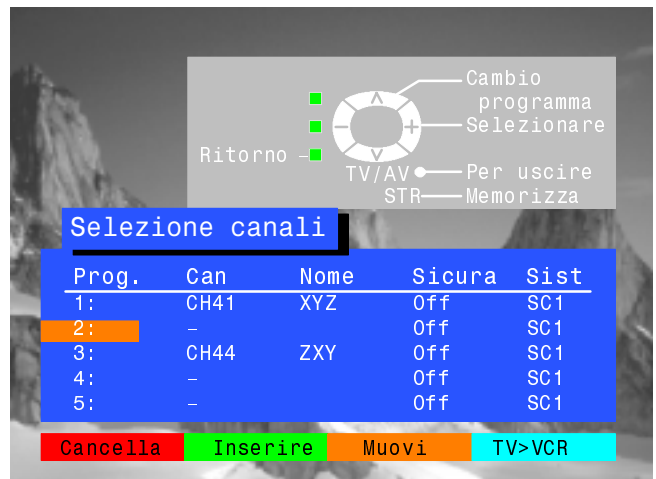 Cambio
programma
Selezionare
Ritorno –
TV/AV
Per uscire
STR
Memorizza
Selezione canali
Prog. Can Nome Sicura Sist
1: CH41 XYZ Off SC1
2: – Off SC1
3: CH44 ZXY Off SC1
4: – Off SC1
5: – Off SC1
Cancella Inserire Muovi TV>VCR